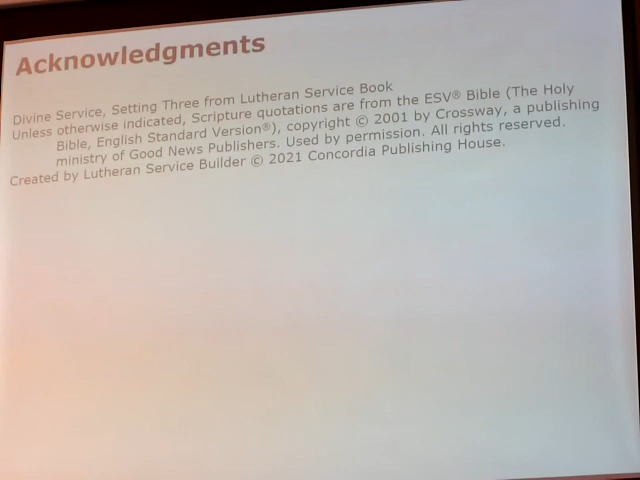 Acknowledgments
Divine Service, Setting Three from Lutheran Service Book
Unless otherwise indicated, Scripture quotations are from the ESV® Bible (The Holy
Bible, English Standard Version®), copyright © 2001 by Crossway, a publishing
ministry of Good News Publishers. Used by permission. All rights reserved.
Created by Lutheran Service Builder © 2021 Concordia Publishing House.